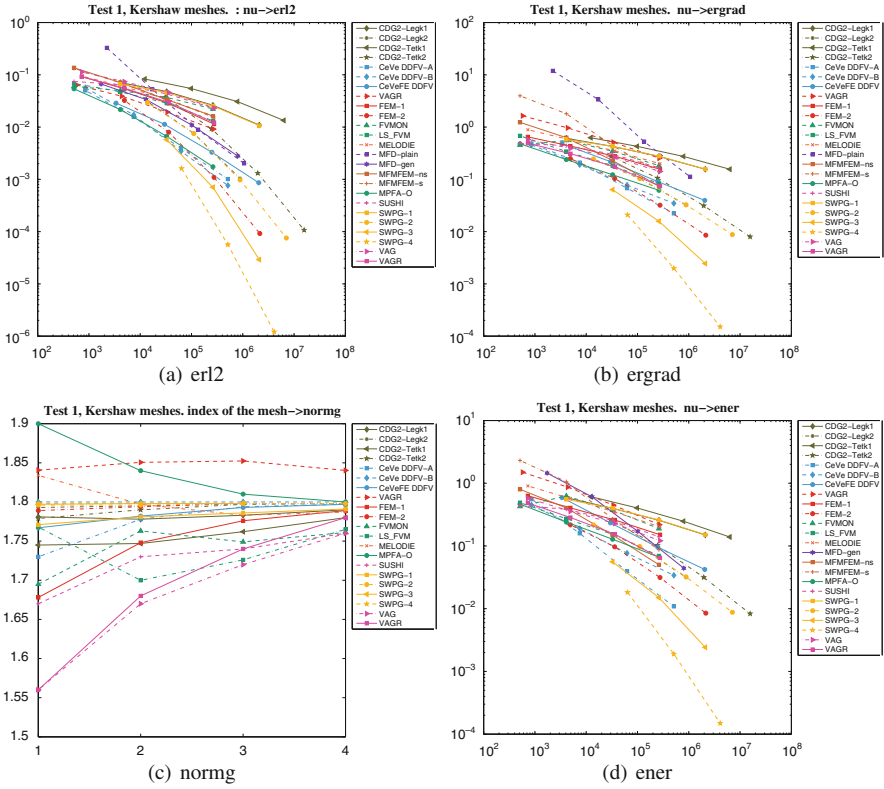 Test 1, Kershaw meshes. : nu->erl2
10^0
10^-1
10^-2
10^-3
10^-4
10^-5
10^-6
10^2 10^3 10^4 10^5 10^6 10^7 10^8
CDG2-Legk1
CDG2-Legk2
CDG2-Tetk1
CDG2-Tetk2
CeVe DDFV-A
CeVe DDFV-B
CeVeFE DDFV
VAGR
FEM-1
FEM-2
FVMON
LS_FVM
MELODIE
MFD-plain
MFD-gen
MFMFEM-ns
MFMFEM-s
MPFA-O
SUSHI
SWPG-1
SWPG-2
SWPG-3
SWPG-4
VAG
VAGR
(a) erl2
Test 1, Kershaw meshes. nu->ergrad
10^2
10^1
10^0
10^-1
10^-2
10^-3
10^-4
10^2 10^3 10^4 10^5 10^6 10^7 10^8
CDG2-Legk1
CDG2-Legk2
CDG2-Tetk1
CDG2-Tetk2
CeVe DDFV-A
CeVe DDFV-B
CeVeFE DDFV
VAGR
FEM-1
FEM-2
FVMON
LS_FVM
MELODIE
MFD-plain
MFMFEM-ns
MFMFEM-s
MPFA-O
SUSHI
SWPG-1
SWPG-2
SWPG-3
SWPG-4
VAG
VAGR
(b) ergrad
Test 1, Kershaw meshes. index of the mesh->normg
1.9
1.85
1.8
1.75
1.7
1.65
1.6
1.55
1.5
1 2 3 4
CDG2-Legk1
CDG2-Legk2
CDG2-Tetk1
CDG2-Tetk2
CeVe DDFV-A
CeVe DDFV-B
CeVeFE DDFV
VAGR
FEM-1
FEM-2
FVMON
LS_FVM
MELODIE
MPFA-O
SUSHI
SWPG-1
SWPG-2
SWPG-3
SWPG-4
VAG
VAGR
(c) normg
Test 1, Kershaw meshes. nu->ener
10^1
10^0
10^-1
10^-2
10^-3
10^-4
10^2 10^3 10^4 10^5 10^6 10^7 10^8
CDG2-Legk1
CDG2-Legk2
CDG2-Tetk1
CDG2-Tetk2
CeVe DDFV-A
CeVe DDFV-B
CeVeFE DDFV
VAGR
FEM-1
FEM-2
FVMON
LS_FVM
MELODIE
MFD-gen
MFMFEM-ns
MFMFEM-s
MPFA-O
SUSHI
SWPG-1
SWPG-2
SWPG-3
SWPG-4
VAG
VAGR
(d) ener